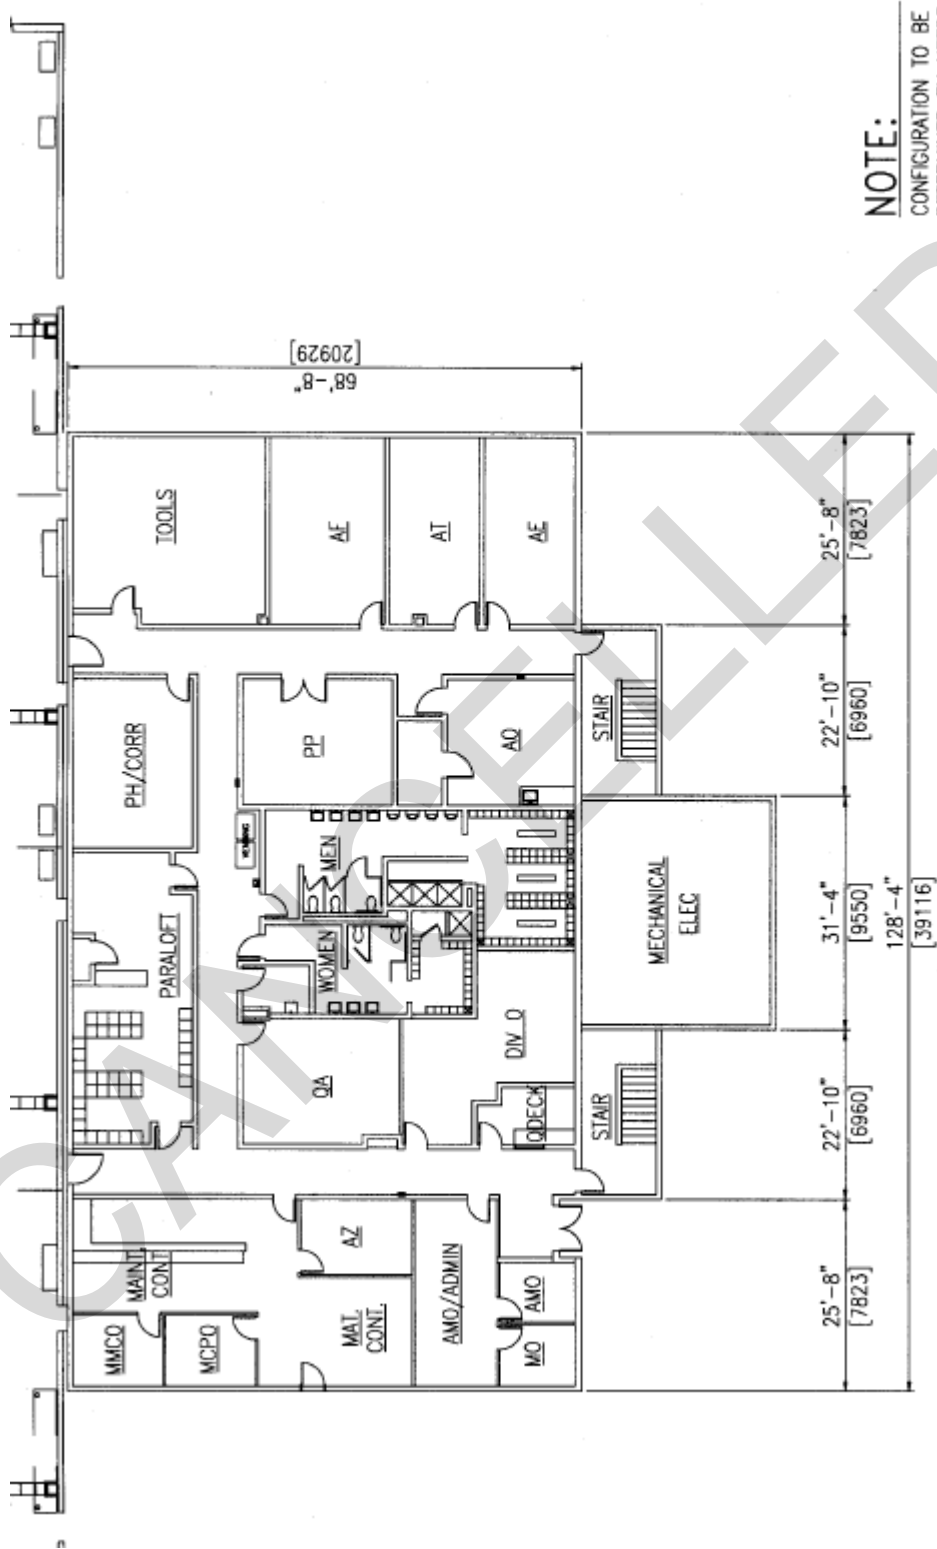 PARALOFT
PH/CORR
TOOLS
MMCO
MAINT
CONT
MCPO
QA
WOMEN
VENDING
MEN
PP
AF
AZ
MAT.
CONT.
AMO/ADMIN
DIV O
AO
AT
AE
MO
AMO
QDECK
STAIR
STAIR
MECHANICAL
ELEC
68'-8"
[20929]
25'-8"
[7823]
22'-10"
[6960]
31'-4"
[9550]
22'-10"
[6960]
25'-8"
[7823]
128'-4"
[39116]
NOTE:
CONFIGURATION TO BE
CANCELLED